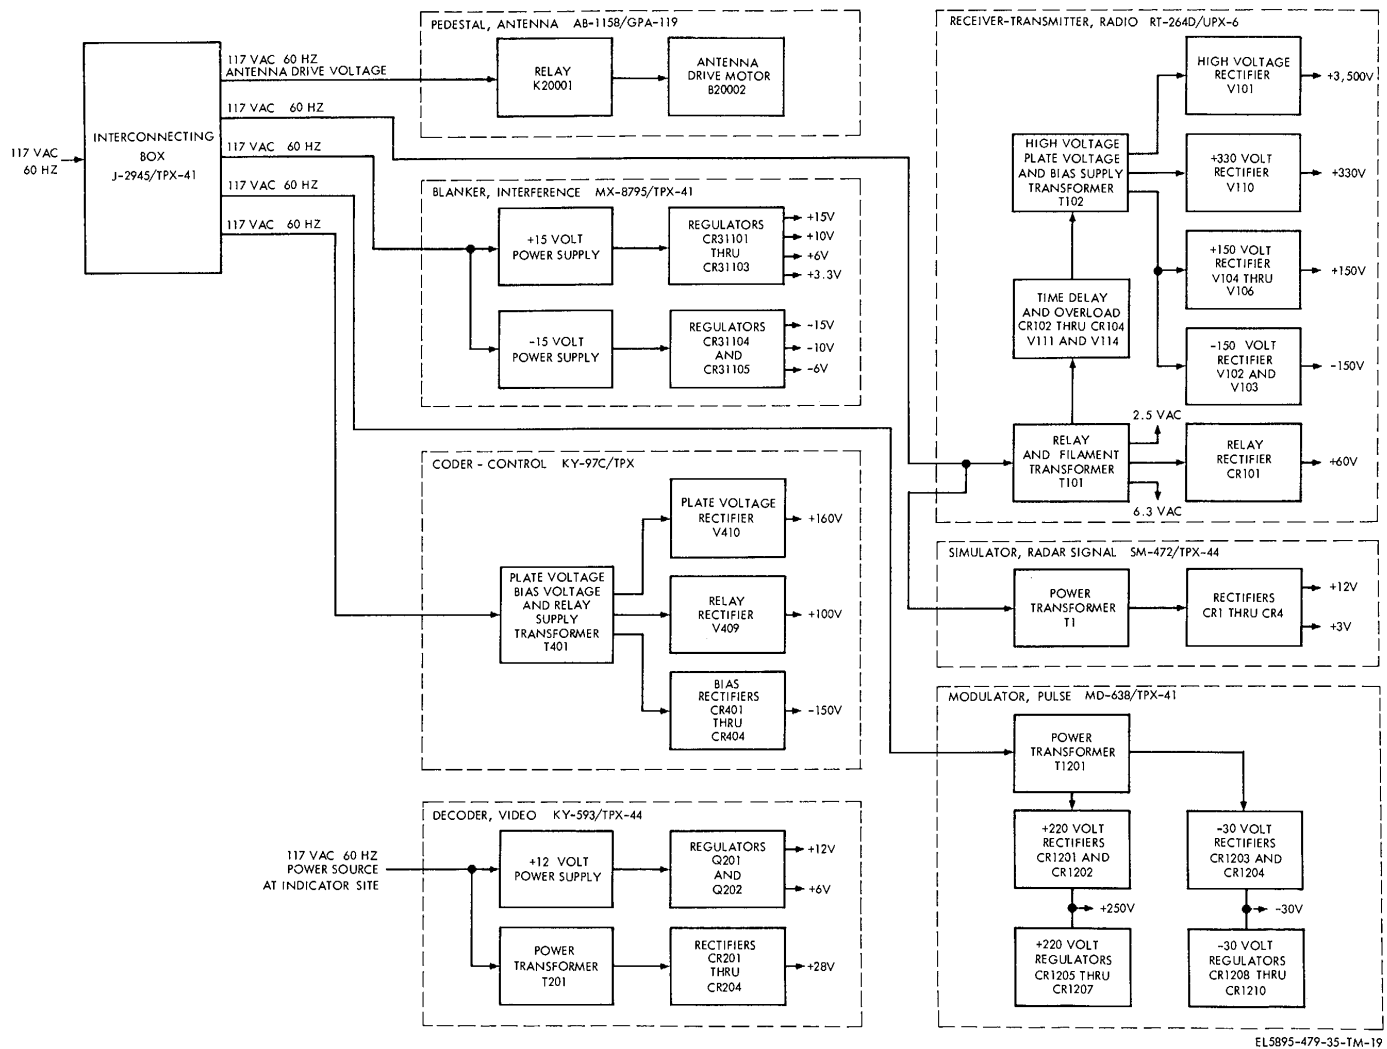 117 VAC
60 HZ
INTERCONNECTING
BOX
J-2945/TPX-41
117 VAC 60 HZ
ANTENNA DRIVE VOLTAGE
117 VAC 60 HZ
117 VAC 60 HZ
117 VAC 60 HZ
117 VAC 60 HZ
PEDESTAL, ANTENNA AB-1158/GPA-119
RELAY
K20001
ANTENNA
DRIVE MOTOR
B20002
BLANKER, INTERFERENCE MX-8795/TPX-41
+15 VOLT
POWER SUPPLY
REGULATORS
CR31101
THRU
CR31103
+15V
+10V
+6V
+3.3V
-15 VOLT
POWER SUPPLY
REGULATORS
CR31104
AND
CR31105
-15V
-10V
-6V
CODER - CONTROL KY-97C/TPX
PLATE VOLTAGE
BIAS VOLTAGE
AND RELAY
SUPPLY
TRANSFORMER
T401
PLATE VOLTAGE
RECTIFIER
V410
+160V
RELAY
RECTIFIER
V409
+100V
BIAS
RECTIFIERS
CR401
THRU
CR404
-150V
117 VAC 60 HZ
POWER SOURCE
AT INDICATOR SITE
DECODER, VIDEO KY-593/TPX-44
+12 VOLT
POWER SUPPLY
REGULATORS
Q201
AND
Q202
+12V
+6V
POWER
TRANSFORMER
T201
RECTIFIERS
CR201
THRU
CR204
+28V
RECEIVER-TRANSMITTER, RADIO RT-264D/UPX-6
HIGH VOLTAGE
RECTIFIER
V101
+3,500V
HIGH VOLTAGE
PLATE VOLTAGE
AND BIAS SUPPLY
TRANSFORMER
T102
+330 VOLT
RECTIFIER
V110
+330V
+150 VOLT
RECTIFIER
V104 THRU
V106
+150V
TIME DELAY
AND OVERLOAD
CR102 THRU CR104
V111 AND V114
-150 VOLT
RECTIFIER
V102 AND
V103
-150V
2.5 VAC
RELAY
AND FILAMENT
TRANSFORMER
T101
RELAY
RECTIFIER
CR101
+60V
6.3 VAC
SIMULATOR, RADAR SIGNAL SM-472/TPX-44
POWER
TRANSFORMER
T1
RECTIFIERS
CR1 THRU CR4
+12V
+3V
MODULATOR, PULSE MD-638/TPX-41
POWER
TRANSFORMER
T1201
+220 VOLT
RECTIFIERS
CR1201 AND
CR1202
-30 VOLT
RECTIFIERS
CR1203 AND
CR1204
+250V
-30V
+220 VOLT
REGULATORS
CR1205 THRU
CR1207
-30 VOLT
REGULATORS
CR1208 THRU
CR1210
EL5895-479-35-TM-19